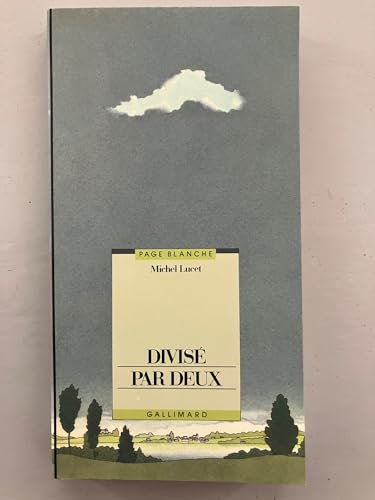 PAGE BLANCHE
Michel Lucet
DIVISÉ
PAR DEUX
GALLIMARD